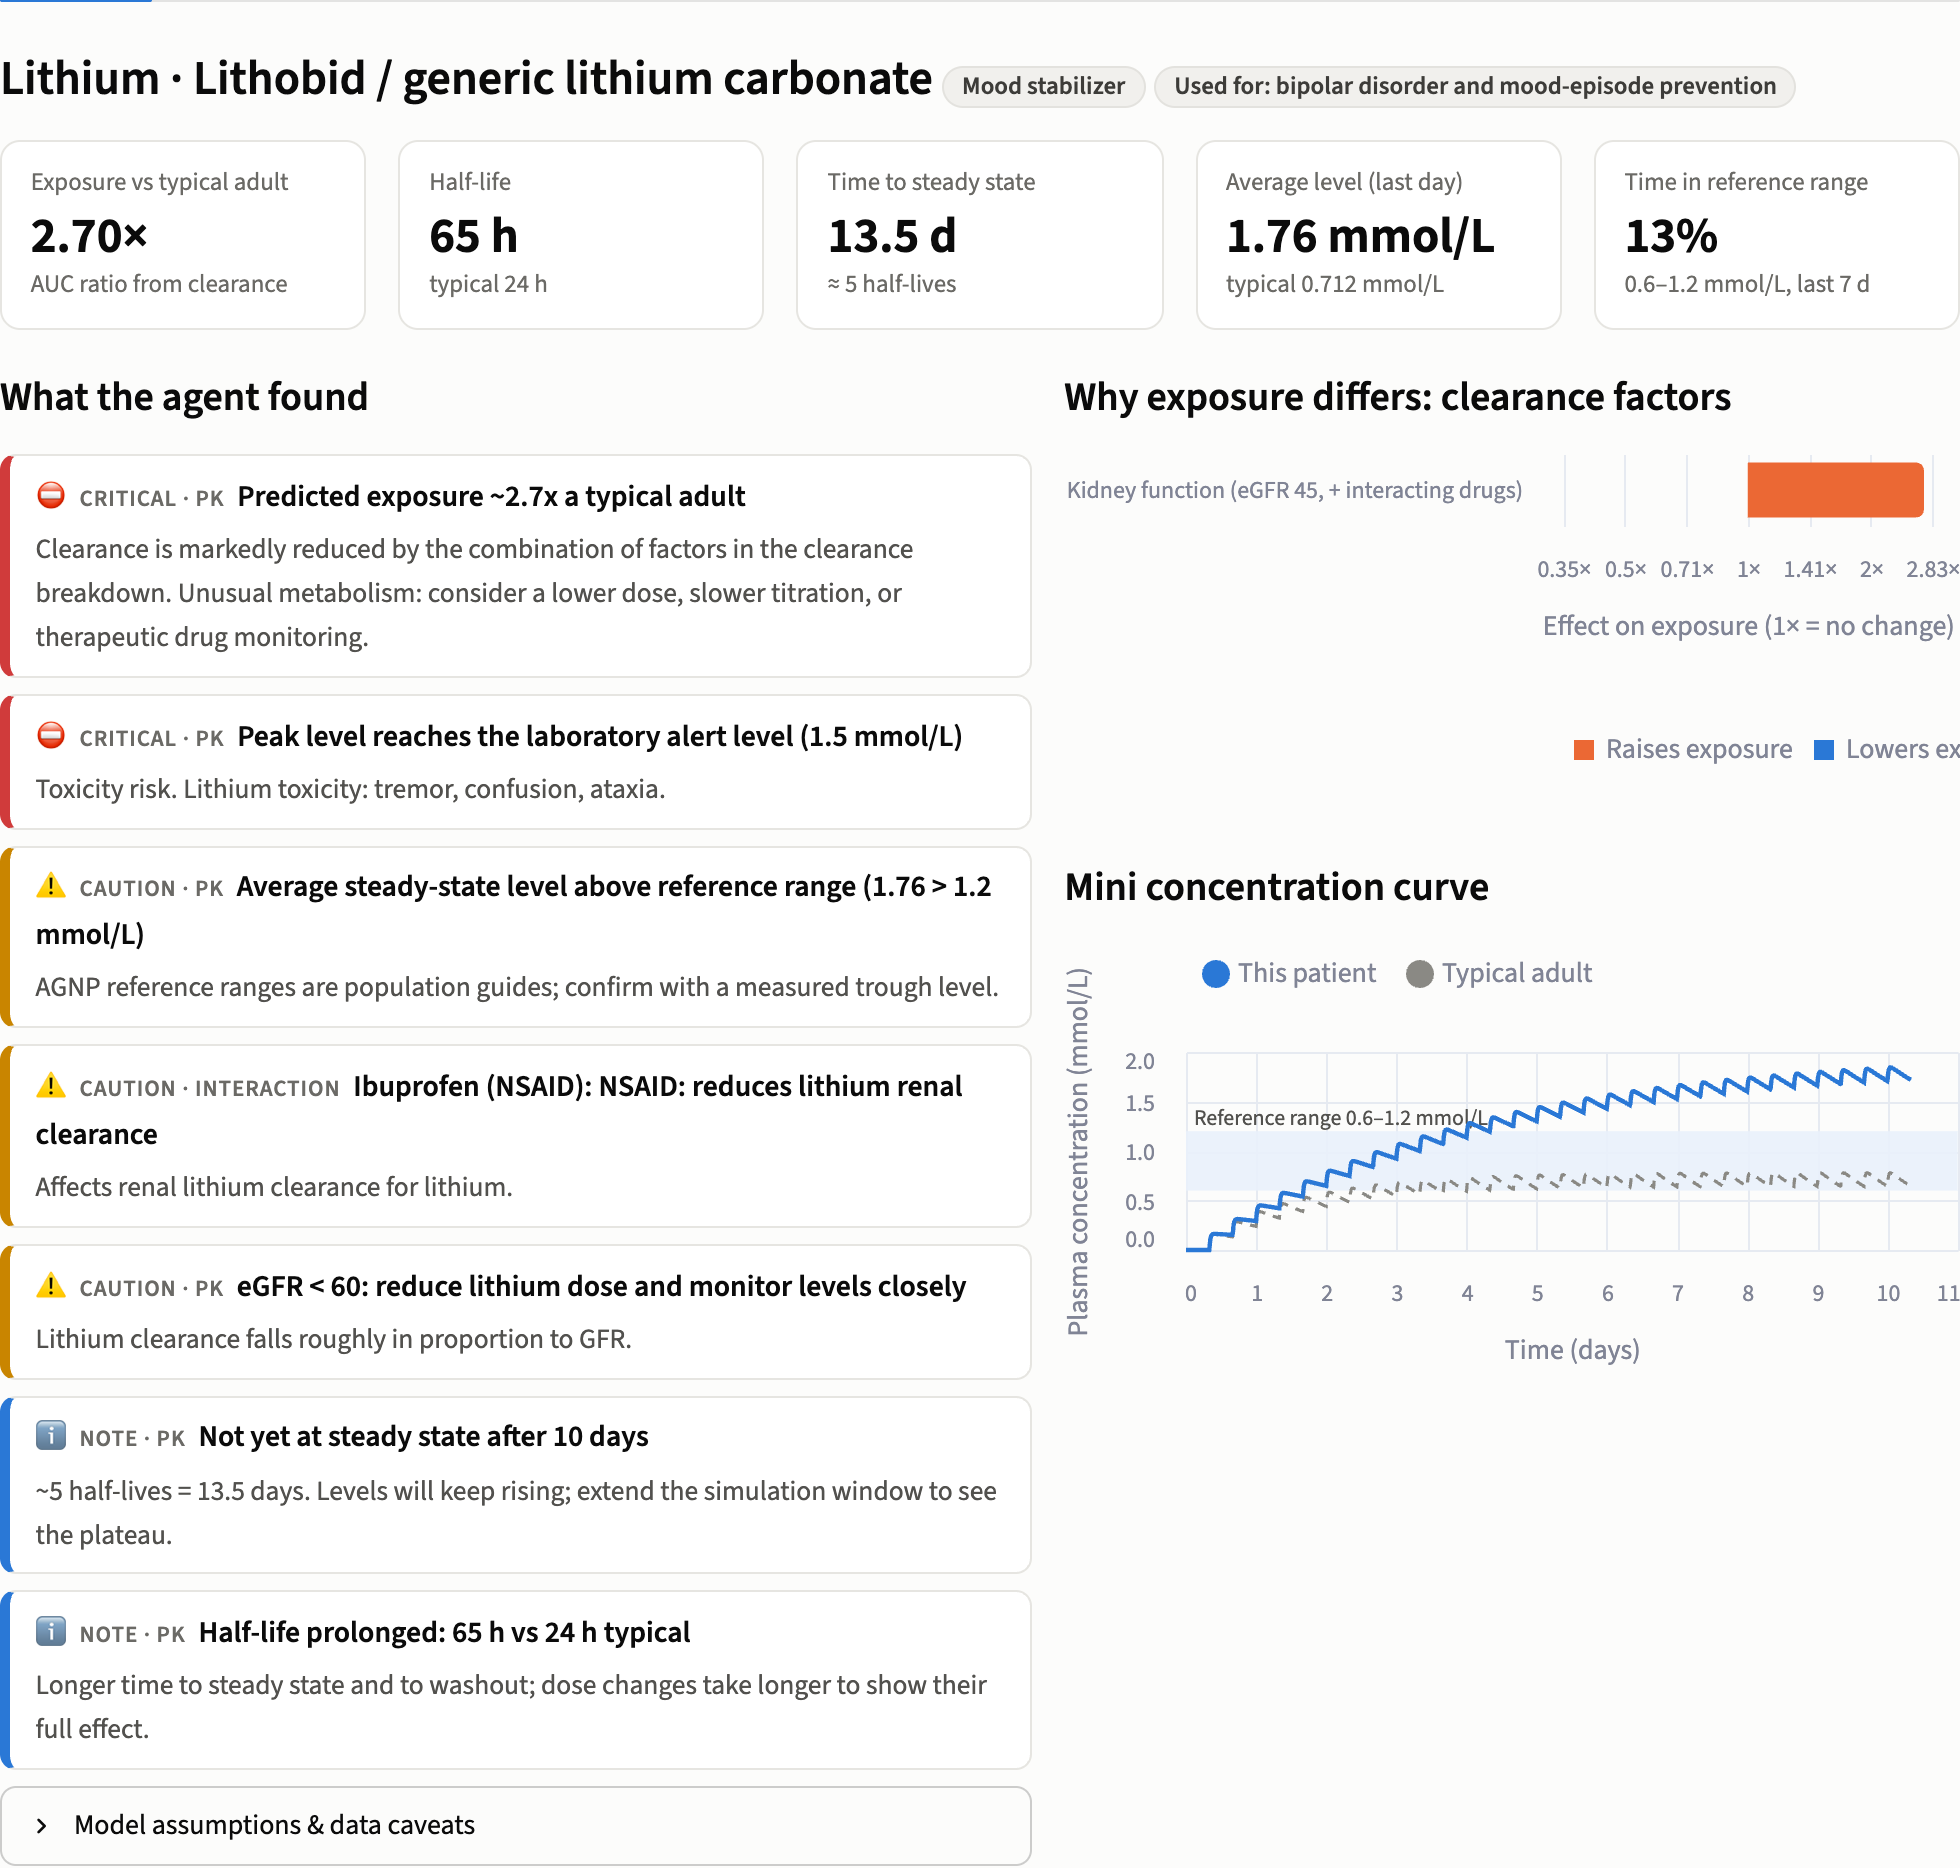 Lithium · Lithobid / generic lithium carbonate Mood stabilizer Used for: bipolar disorder and mood-episode prevention
Exposure vs typical adult
2.70×
AUC ratio from clearance
Half-life
65 h
typical 24 h
Time to steady state
13.5 d
≈ 5 half-lives
Average level (last day)
1.76 mmol/L
typical 0.712 mmol/L
Time in reference range
13%
0.6–1.2 mmol/L, last 7 d
What the agent found
CRITICAL · PK Predicted exposure ~2.7x a typical adult
Clearance is markedly reduced by the combination of factors in the clearance
breakdown. Unusual metabolism: consider a lower dose, slower titration, or
therapeutic drug monitoring.
CRITICAL · PK Peak level reaches the laboratory alert level (1.5 mmol/L)
Toxicity risk. Lithium toxicity: tremor, confusion, ataxia.
CAUTION · PK Average steady-state level above reference range (1.76 > 1.2
mmol/L)
AGNP reference ranges are population guides; confirm with a measured trough level.
CAUTION · INTERACTION Ibuprofen (NSAID): NSAID: reduces lithium renal
clearance
Affects renal lithium clearance for lithium.
CAUTION · PK eGFR < 60: reduce lithium dose and monitor levels closely
Lithium clearance falls roughly in proportion to GFR.
NOTE · PK Not yet at steady state after 10 days
~5 half-lives = 13.5 days. Levels will keep rising; extend the simulation window to see
the plateau.
NOTE · PK Half-life prolonged: 65 h vs 24 h typical
Longer time to steady state and to washout; dose changes take longer to show their
full effect.
Model assumptions & data caveats
Why exposure differs: clearance factors
Kidney function (eGFR 45, + interacting drugs)
0.35× 0.5× 0.71× 1× 1.41× 2× 2.83×
Effect on exposure (1× = no change)
Raises exposure Lowers ex
Mini concentration curve
This patient Typical adult
Plasma concentration (mmol/L)
2.0
1.5
Reference range 0.6–1.2 mmol/L
1.0
0.5
0.0
0 1 2 3 4 5 6 7 8 9 10 11
Time (days)